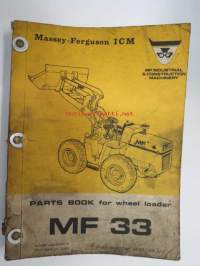 Massey-Ferguson ICM
MF INDUSTRIAL
& CONSTRUCTION
MACHINERY
PARTS BOOK for wheel loader
MF 33